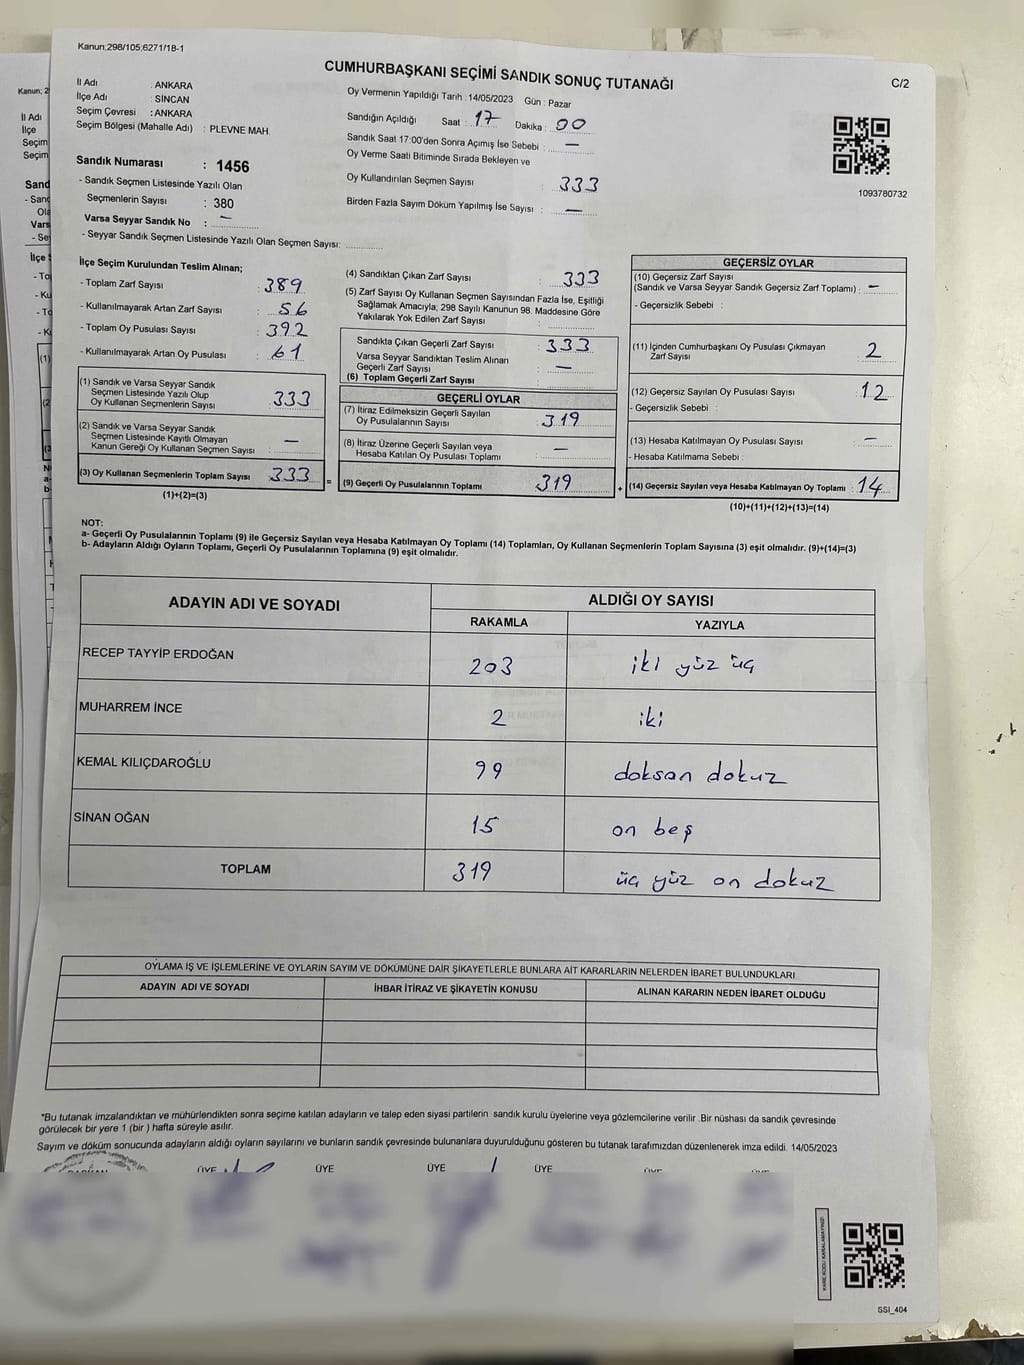 Kanun;298/105;6271/18-1
CUMHURBAŞKANI SEÇİMİ SANDIK SONUÇ TUTANAĞI
C/2
İl Adı : ANKARA
İlçe Adı : SİNCAN
Seçim Çevresi : ANKARA
Seçim Bölgesi (Mahalle Adı) : PLEVNE MAH.
Sandık Numarası : 1456
- Sandık Seçmen Listesinde Yazılı Olan
Seçmenlerin Sayısı : 380
Varsa Seyyar Sandık No : —
- Seyyar Sandık Seçmen Listesinde Yazılı Olan Seçmen Sayısı:
Oy Vermenin Yapıldığı Tarih : 14/05/2023 Gün : Pazar
Sandığın Açıldığı Saat : 17 Dakika : 00
Sandık Saat 17:00'den Sonra Açımış İse Sebebi : —
Oy Verme Saati Bitiminde Sırada Bekleyen ve
Oy Kullandırılan Seçmen Sayısı : 333
Birden Fazla Sayım Döküm Yapılmış İse Sayısı : —
1093780732
İlçe Seçim Kurulundan Teslim Alınan;
- Toplam Zarf Sayısı : 389
- Kullanılmayarak Artan Zarf Sayısı : 56
- Toplam Oy Pusulası Sayısı : 392
- Kullanılmayarak Artan Oy Pusulası : 61
(1) Sandık ve Varsa Seyyar Sandık
Seçmen Listesinde Yazılı Olup
Oy Kullanan Seçmenlerin Sayısı : 333
(2) Sandık ve Varsa Seyyar Sandık
Seçmen Listesinde Kayıtlı Olmayan
Kanun Gereği Oy Kullanan Seçmen Sayısı : —
(3) Oy Kullanan Seçmenlerin Toplam Sayısı : 333
(1)+(2)=(3)
=
(4) Sandıktan Çıkan Zarf Sayısı : 333
(5) Zarf Sayısı Oy Kullanan Seçmen Sayısından Fazla İse, Eşitliği
Sağlamak Amacıyla; 298 Sayılı Kanunun 98. Maddesine Göre
Yakılarak Yok Edilen Zarf Sayısı :
Sandıkta Çıkan Geçerli Zarf Sayısı : 333
Varsa Seyyar Sandıktan Teslim Alınan
Geçerli Zarf Sayısı : —
(6) Toplam Geçerli Zarf Sayısı :
GEÇERLİ OYLAR
(7) İtiraz Edilmeksizin Geçerli Sayılan
Oy Pusulalarının Sayısı : 319
(8) İtiraz Üzerine Geçerli Sayılan veya
Hesaba Katılan Oy Pusulası Toplamı : —
(9) Geçerli Oy Pusulalarının Toplamı : 319
+
GEÇERSİZ OYLAR
(10) Geçersiz Zarf Sayısı
(Sandık ve Varsa Seyyar Sandık Geçersiz Zarf Toplamı) : —
- Geçersizlik Sebebi :
(11) İçinden Cumhurbaşkanı Oy Pusulası Çıkmayan
Zarf Sayısı : 2
(12) Geçersiz Sayılan Oy Pusulası Sayısı : 12
- Geçersizlik Sebebi :
(13) Hesaba Katılmayan Oy Pusulası Sayısı : —
- Hesaba Katılmama Sebebi :
(14) Geçersiz Sayılan veya Hesaba Katılmayan Oy Toplamı : 14
(10)+(11)+(12)+(13)=(14)
NOT:
a- Geçerli Oy Pusulalarının Toplamı (9) ile Geçersiz Sayılan veya Hesaba Katılmayan Oy Toplamı (14) Toplamları, Oy Kullanan Seçmenlerin Toplam Sayısına (3) eşit olmalıdır. (9)+(14)=(3)
b- Adayların Aldığı Oyların Toplamı, Geçerli Oy Pusulalarının Toplamına (9) eşit olmalıdır.
ADAYIN ADI VE SOYADI
ALDIĞI OY SAYISI
RAKAMLA YAZIYLA
RECEP TAYYİP ERDOĞAN 203 iki yüz üç
MUHARREM İNCE 2 iki
KEMAL KILIÇDAROĞLU 99 doksan dokuz
SİNAN OĞAN 15 on beş
TOPLAM 319 üç yüz on dokuz
OYLAMA İŞ VE İŞLEMLERİNE VE OYLARIN SAYIM VE DÖKÜMÜNE DAİR ŞİKAYETLERLE BUNLARA AİT KARARLARIN NELERDEN İBARET BULUNDUKLARI
ADAYIN ADI VE SOYADI İHBAR İTİRAZ VE ŞİKAYETİN KONUSU ALINAN KARARIN NEDEN İBARET OLDUĞU
*Bu tutanak imzalandıktan ve mühürlendikten sonra seçime katılan adayların ve talep eden siyasi partilerin sandık kurulu üyelerine veya gözlemcilerine verilir. Bir nüshası da sandık çevresinde
görülecek bir yere 1 (bir ) hafta süreyle asılır.
Sayım ve döküm sonucunda adayların aldığı oyların sayılarını ve bunların sandık çevresinde bulunanlara duyurulduğunu gösteren bu tutanak tarafımızdan düzenlenerek imza edildi. 14/05/2023
ÜYE ÜYE ÜYE ÜYE
KARE KODU KARALAMAYINIZ!
SSİ_404